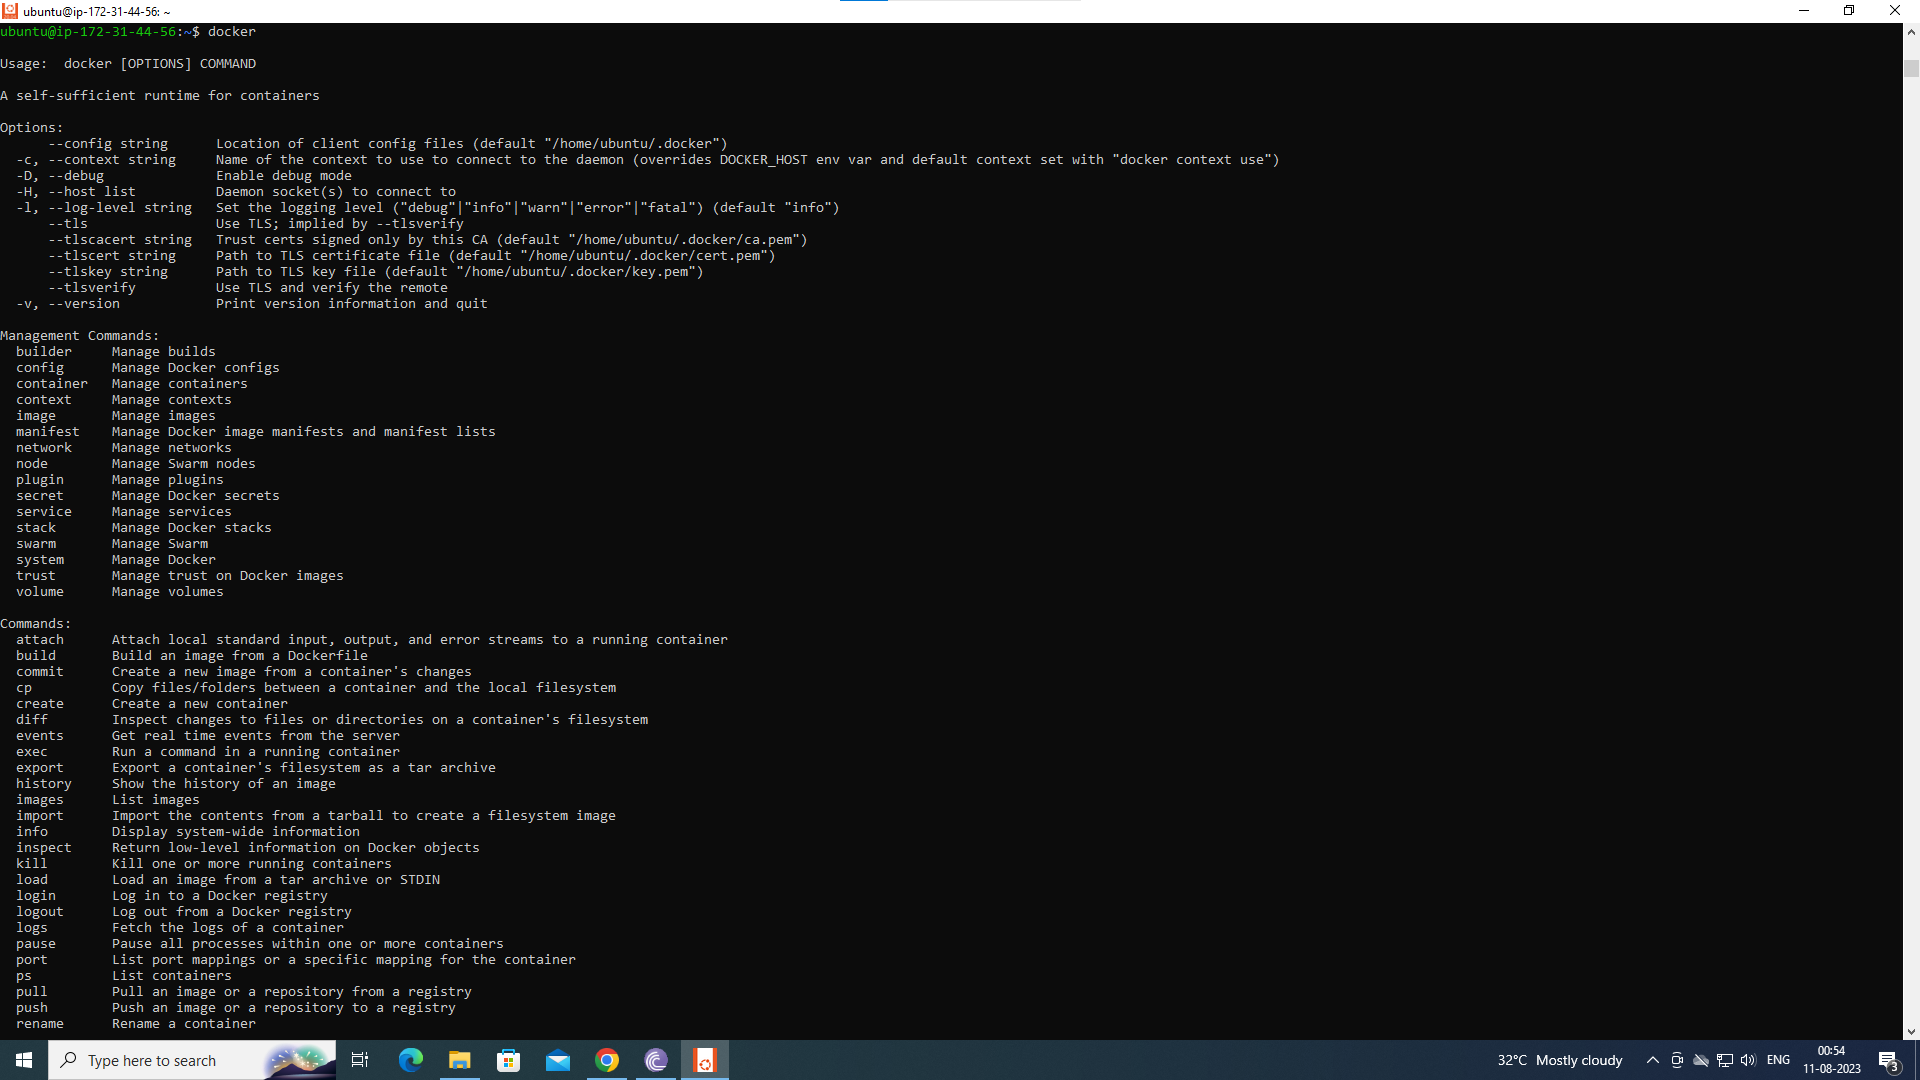 ubuntu@ip-172-31-44-56: ~
ubuntu@ip-172-31-44-56:~$ docker
Usage:  docker [OPTIONS] COMMAND
A self-sufficient runtime for containers
Options:
      --config string      Location of client config files (default "/home/ubuntu/.docker")
  -c, --context string     Name of the context to use to connect to the daemon (overrides DOCKER_HOST env var and default context set with "docker context use")
  -D, --debug              Enable debug mode
  -H, --host list          Daemon socket(s) to connect to
  -l, --log-level string   Set the logging level ("debug"|"info"|"warn"|"error"|"fatal") (default "info")
      --tls                Use TLS; implied by --tlsverify
      --tlscacert string   Trust certs signed only by this CA (default "/home/ubuntu/.docker/ca.pem")
      --tlscert string     Path to TLS certificate file (default "/home/ubuntu/.docker/cert.pem")
      --tlskey string      Path to TLS key file (default "/home/ubuntu/.docker/key.pem")
      --tlsverify          Use TLS and verify the remote
  -v, --version            Print version information and quit
Management Commands:
  builder     Manage builds
  config      Manage Docker configs
  container   Manage containers
  context     Manage contexts
  image       Manage images
  manifest    Manage Docker image manifests and manifest lists
  network     Manage networks
  node        Manage Swarm nodes
  plugin      Manage plugins
  secret      Manage Docker secrets
  service     Manage services
  stack       Manage Docker stacks
  swarm       Manage Swarm
  system      Manage Docker
  trust       Manage trust on Docker images
  volume      Manage volumes
Commands:
  attach      Attach local standard input, output, and error streams to a running container
  build       Build an image from a Dockerfile
  commit      Create a new image from a container's changes
  cp          Copy files/folders between a container and the local filesystem
  create      Create a new container
  diff        Inspect changes to files or directories on a container's filesystem
  events      Get real time events from the server
  exec        Run a command in a running container
  export      Export a container's filesystem as a tar archive
  history     Show the history of an image
  images      List images
  import      Import the contents from a tarball to create a filesystem image
  info        Display system-wide information
  inspect     Return low-level information on Docker objects
  kill        Kill one or more running containers
  load        Load an image from a tar archive or STDIN
  login       Log in to a Docker registry
  logout      Log out from a Docker registry
  logs        Fetch the logs of a container
  pause       Pause all processes within one or more containers
  port        List port mappings or a specific mapping for the container
  ps          List containers
  pull        Pull an image or a repository from a registry
  push        Push an image or a repository to a registry
  rename      Rename a container
Type here to search
32°C  Mostly cloudy
ENG
00:54
11-08-2023
3